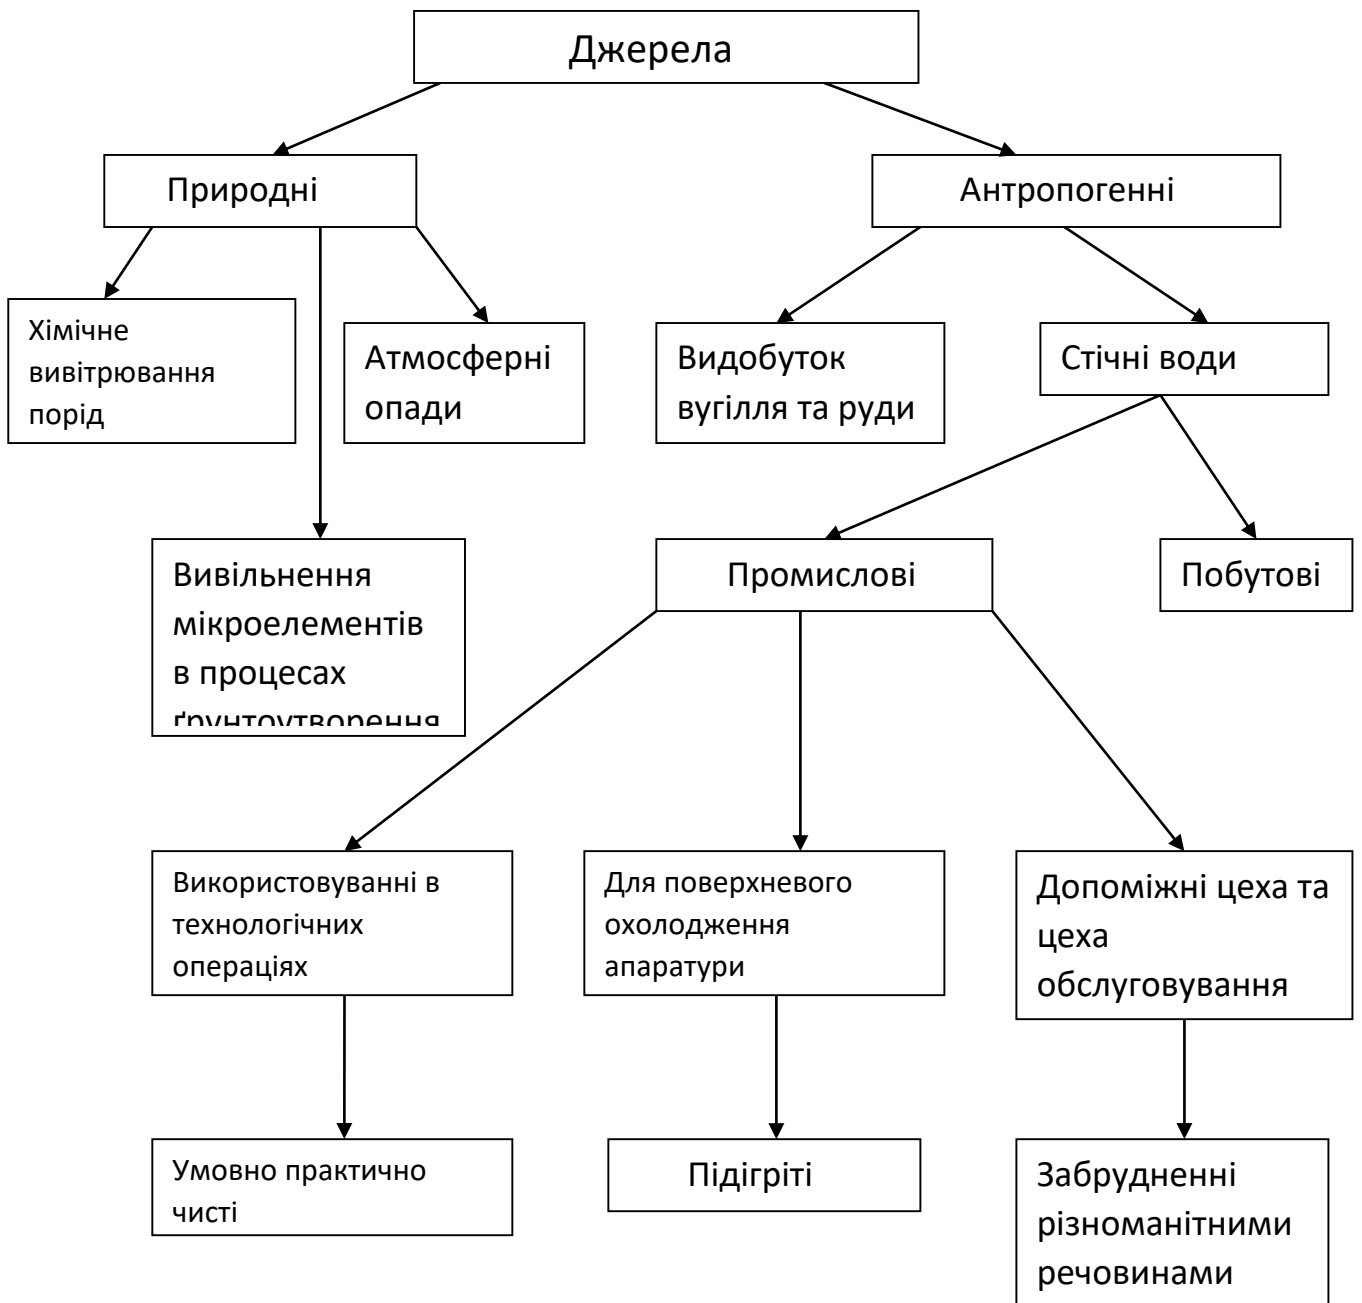 Джерела
Природні
Антропогенні
Хімічне
вивітрювання
порід
Атмосферні
опади
Видобуток
вугілля та руди
Стічні води
Вивільнення
мікроелементів
в процесах
ґрунтоутворення
Промислові
Побутові
Використовуванні в
технологічних
операціях
Для поверхневого
охолодження
апаратури
Допоміжні цеха та
цеха
обслуговування
Умовно практично
чисті
Підігріті
Забрудненні
різноманітними
речовинами